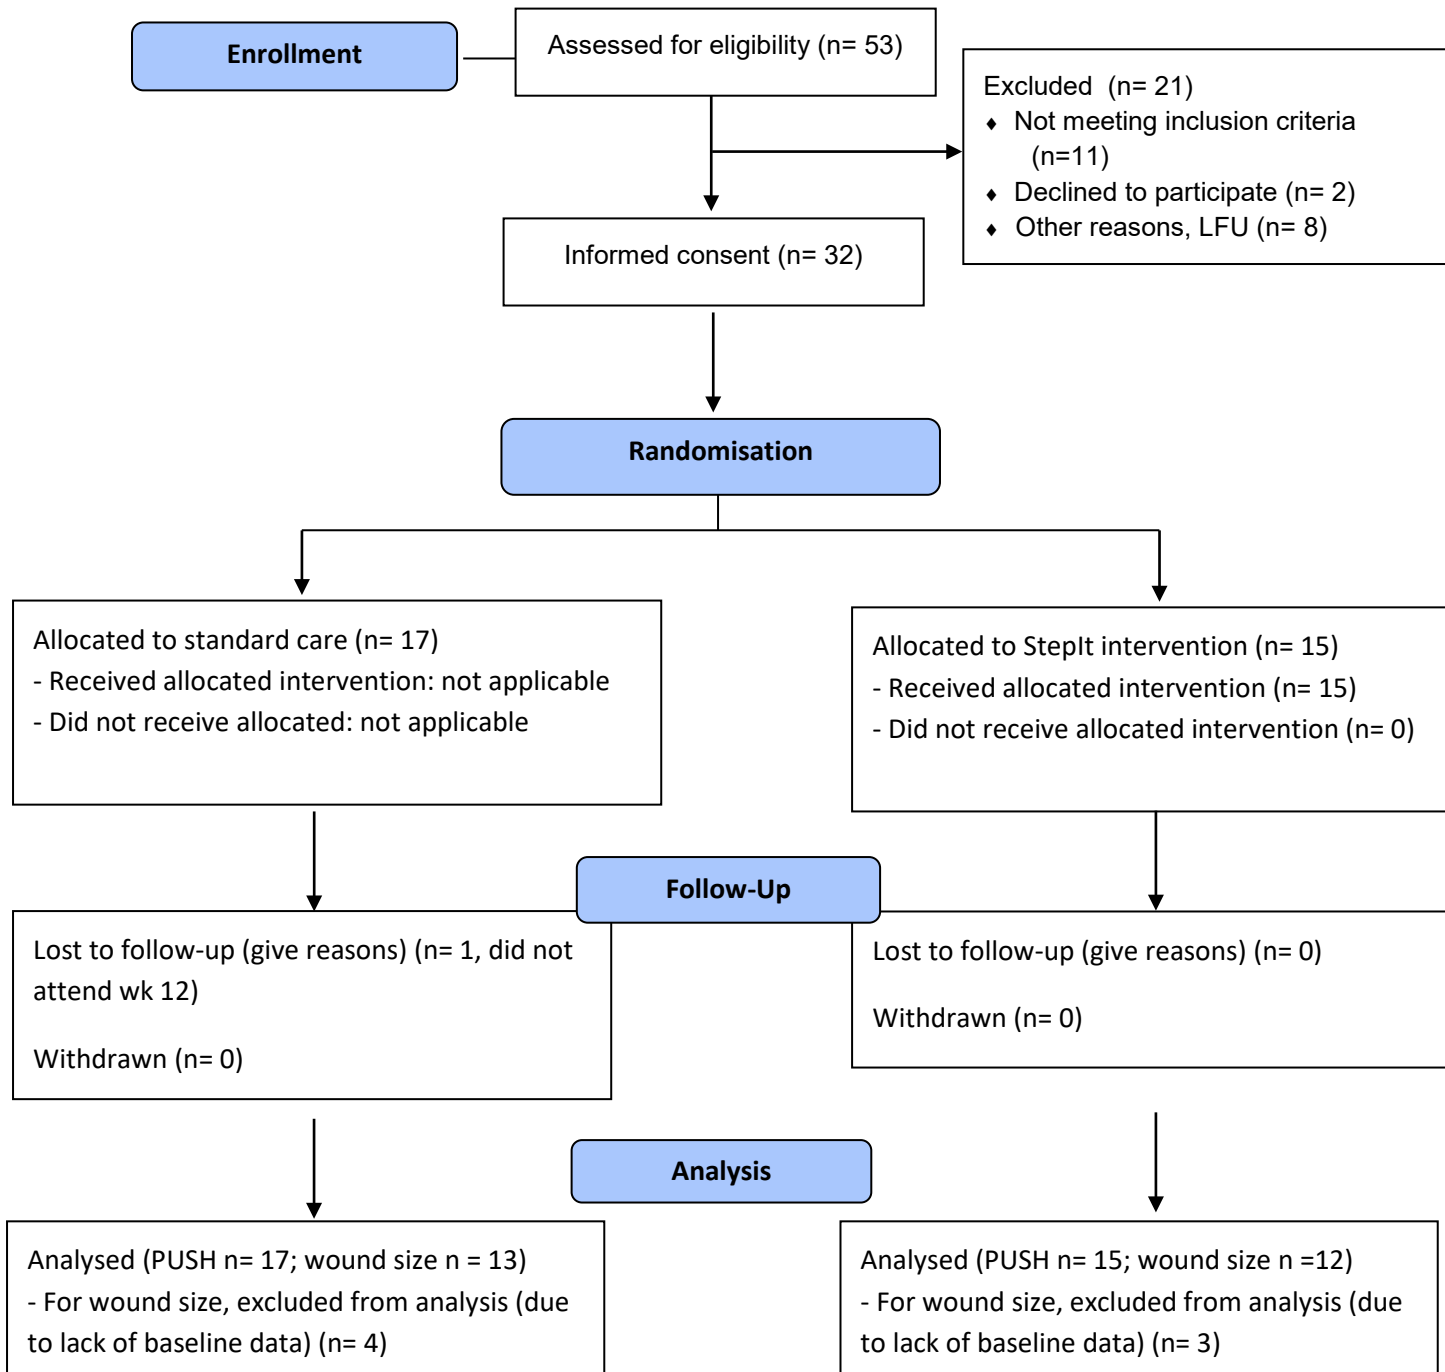 Enrollment
Assessed for eligibility (n= 53)
Excluded  (n= 21)
♦ Not meeting inclusion criteria
(n=11)
♦ Declined to participate (n= 2)
♦ Other reasons, LFU (n= 8)
Informed consent (n= 32)
Randomisation
Allocated to standard care (n= 17)
- Received allocated intervention: not applicable
- Did not receive allocated: not applicable
Allocated to StepIt intervention (n= 15)
- Received allocated intervention (n= 15)
- Did not receive allocated intervention (n= 0)
Follow-Up
Lost to follow-up (give reasons) (n= 1, did not
attend wk 12)
Withdrawn (n= 0)
Lost to follow-up (give reasons) (n= 0)
Withdrawn (n= 0)
Analysis
Analysed (PUSH n= 17; wound size n = 13)
- For wound size, excluded from analysis (due
to lack of baseline data) (n= 4)
Analysed (PUSH n= 15; wound size n =12)
- For wound size, excluded from analysis (due
to lack of baseline data) (n= 3)